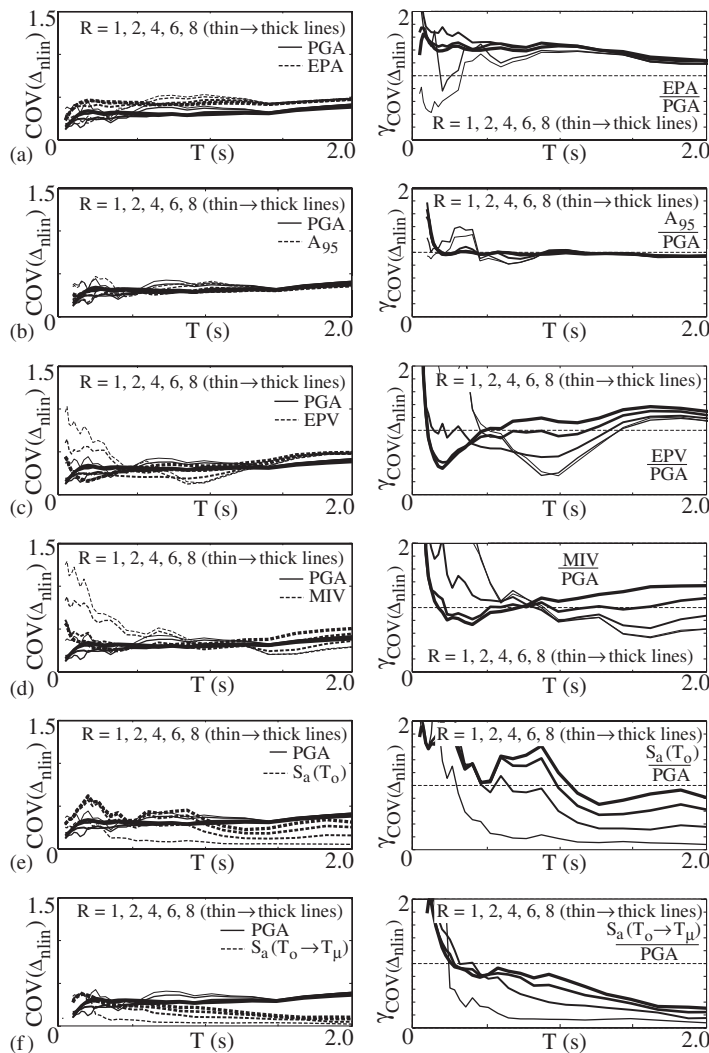 1.5
R = 1, 2, 4, 6, 8 (thin→thick lines)
PGA
EPA
COV(Δnlin)
0
T (s)
2.0
(a)
2
γCOV(Δnlin)
EPA
PGA
R = 1, 2, 4, 6, 8 (thin→thick lines)
0
T (s)
2.0
1.5
R = 1, 2, 4, 6, 8 (thin→thick lines)
PGA
A95
COV(Δnlin)
0
T (s)
2.0
(b)
2
R = 1, 2, 4, 6, 8 (thin→thick lines)
A95
PGA
γCOV(Δnlin)
0
T (s)
2.0
1.5
R = 1, 2, 4, 6, 8 (thin→thick lines)
PGA
EPV
COV(Δnlin)
0
T (s)
2.0
(c)
2
R = 1, 2, 4, 6, 8 (thin→thick lines)
γCOV(Δnlin)
EPV
PGA
0
T (s)
2.0
1.5
R = 1, 2, 4, 6, 8 (thin→thick lines)
PGA
MIV
COV(Δnlin)
0
T (s)
2.0
(d)
2
MIV
PGA
γCOV(Δnlin)
R = 1, 2, 4, 6, 8 (thin→thick lines)
0
T (s)
2.0
1.5
R = 1, 2, 4, 6, 8 (thin→thick lines)
PGA
Sa(To)
COV(Δnlin)
0
T (s)
2.0
(e)
2
R = 1, 2, 4, 6, 8 (thin→thick lines)
Sa(To)
PGA
γCOV(Δnlin)
0
T (s)
2.0
1.5
R = 1, 2, 4, 6, 8 (thin→thick lines)
PGA
Sa(To→Tμ)
COV(Δnlin)
0
T (s)
2.0
(f)
2
R = 1, 2, 4, 6, 8 (thin→thick lines)
Sa(To→Tμ)
PGA
γCOV(Δnlin)
0
T (s)
2.0